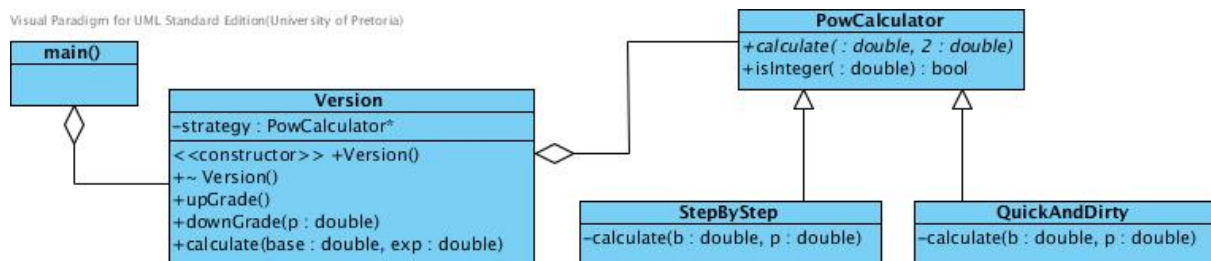 Visual Paradigm for UML Standard Edition(University of Pretoria)
main()
Version
-strategy : PowCalculator*
<<constructor>> +Version()
+~ Version()
+upGrade()
+downGrade(p : double)
+calculate(base : double, exp : double)
PowCalculator
+calculate( : double, 2 : double)
+isInteger( : double) : bool
StepByStep
-calculate(b : double, p : double)
QuickAndDirty
-calculate(b : double, p : double)